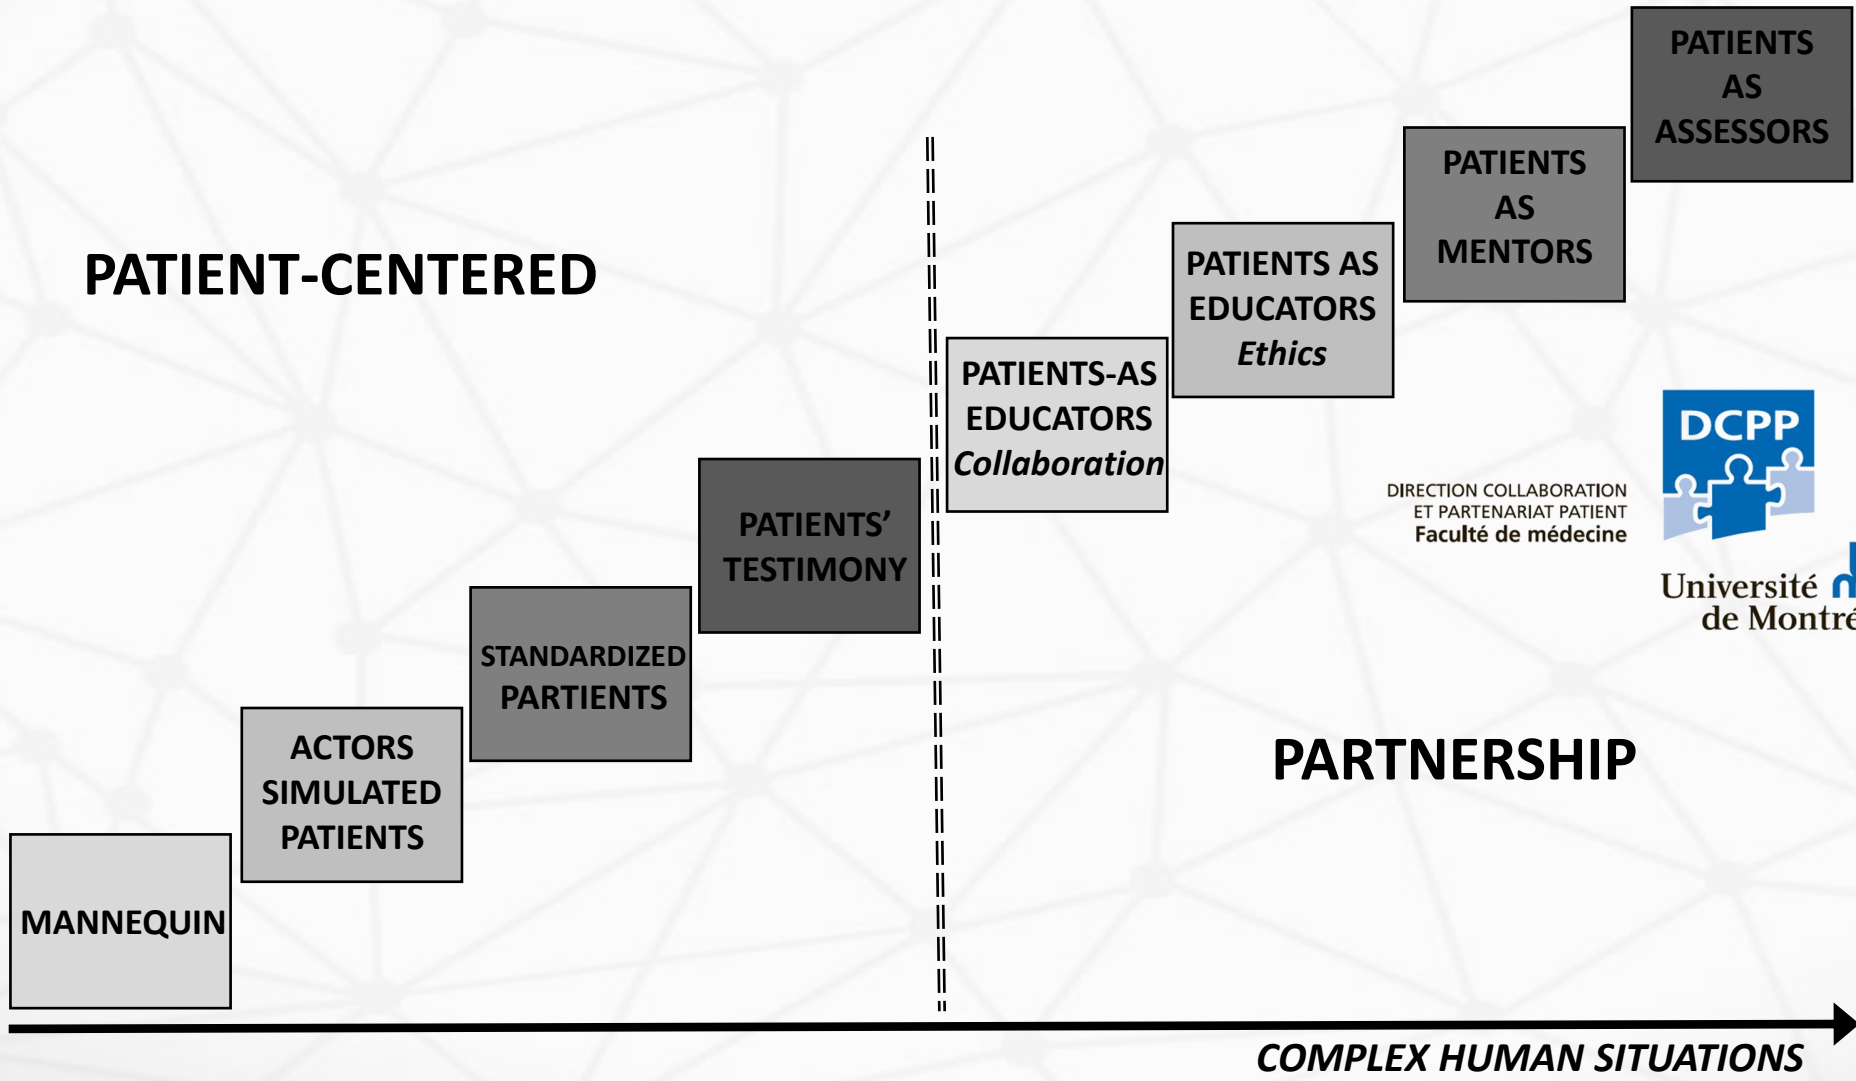 PATIENT-CENTERED
MANNEQUIN
ACTORS
SIMULATED
PATIENTS
STANDARDIZED
PARTIENTS
PATIENTS’
TESTIMONY
PATIENTS-AS
EDUCATORS
Collaboration
PATIENTS AS
EDUCATORS
Ethics
PATIENTS
AS
MENTORS
PATIENTS
AS
ASSESSORS
DIRECTION COLLABORATION
ET PARTENARIAT PATIENT
Faculté de médecine
DCPP
Université
de Montré
PARTNERSHIP
COMPLEX HUMAN SITUATIONS